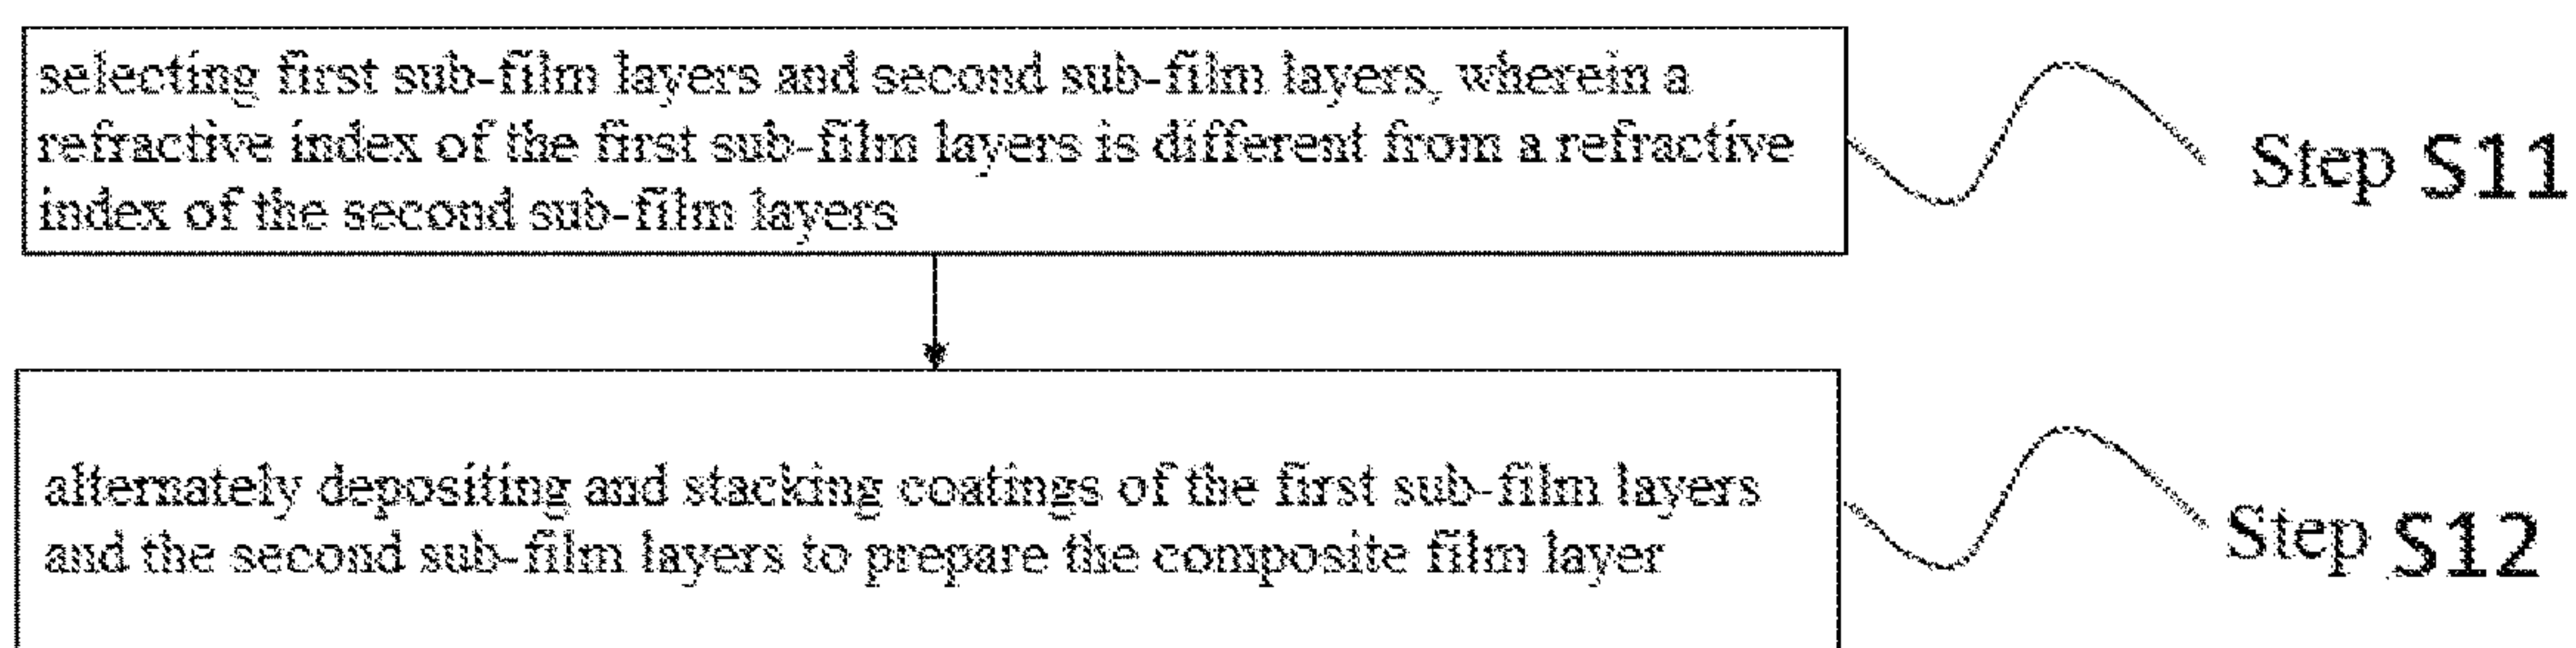 selecting first sub-film layers and second sub-film layers, wherein a
refractive index of the first sub-film layers is different from a refractive
index of the second sub-film layers
Step S11
alternately depositing and stacking coatings of the first sub-film layers
and the second sub-film layers to prepare the composite film layer
Step S12